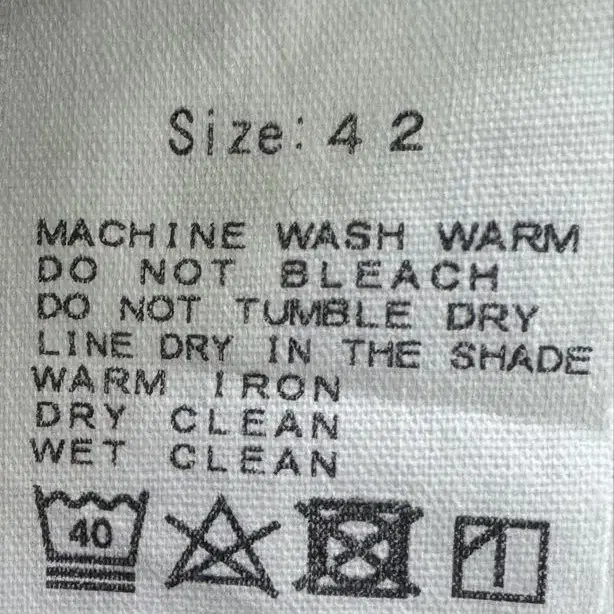 Size: 42
MACHINE WASH WARM
DO NOT BLEACH
DO NOT TUMBLE DRY
LINE DRY IN THE SHADE
WARM IRON
DRY CLEAN
WET CLEAN
40